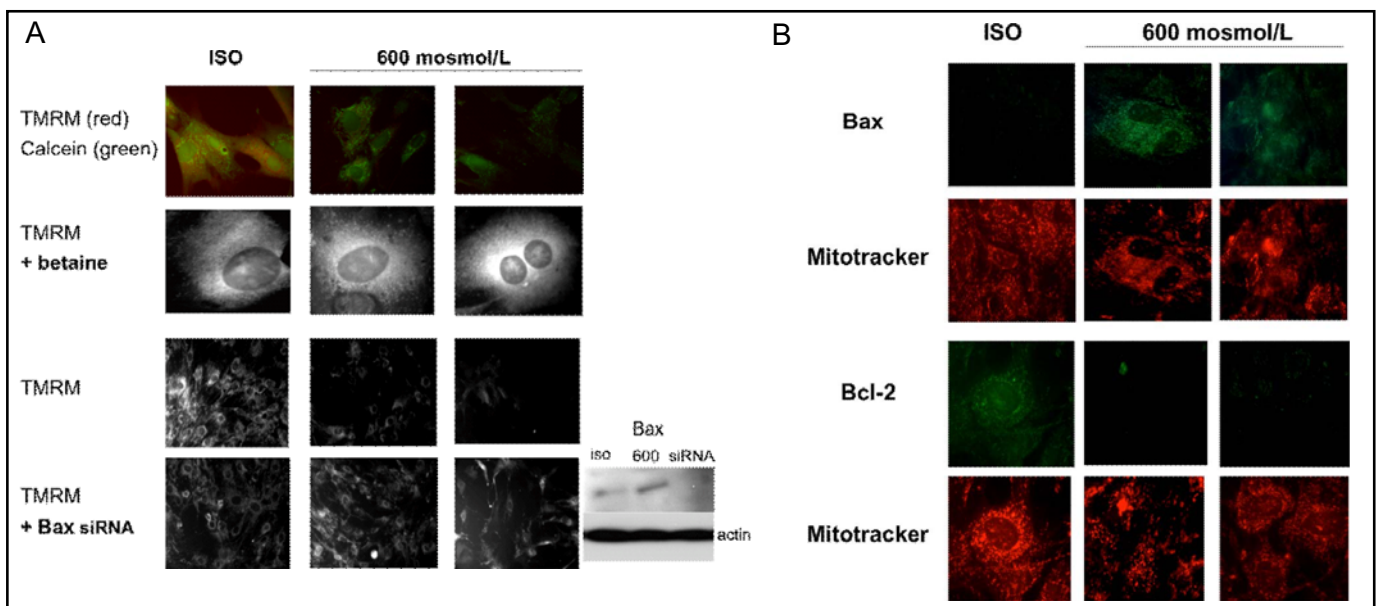 A
ISO
600 mosmol/L
TMRM (red)
Calcein (green)
TMRM
+ betaine
TMRM
TMRM
+ Bax siRNA
Bax
iso 600 siRNA
actin
B
ISO
600 mosmol/L
Bax
Mitotracker
Bcl-2
Mitotracker